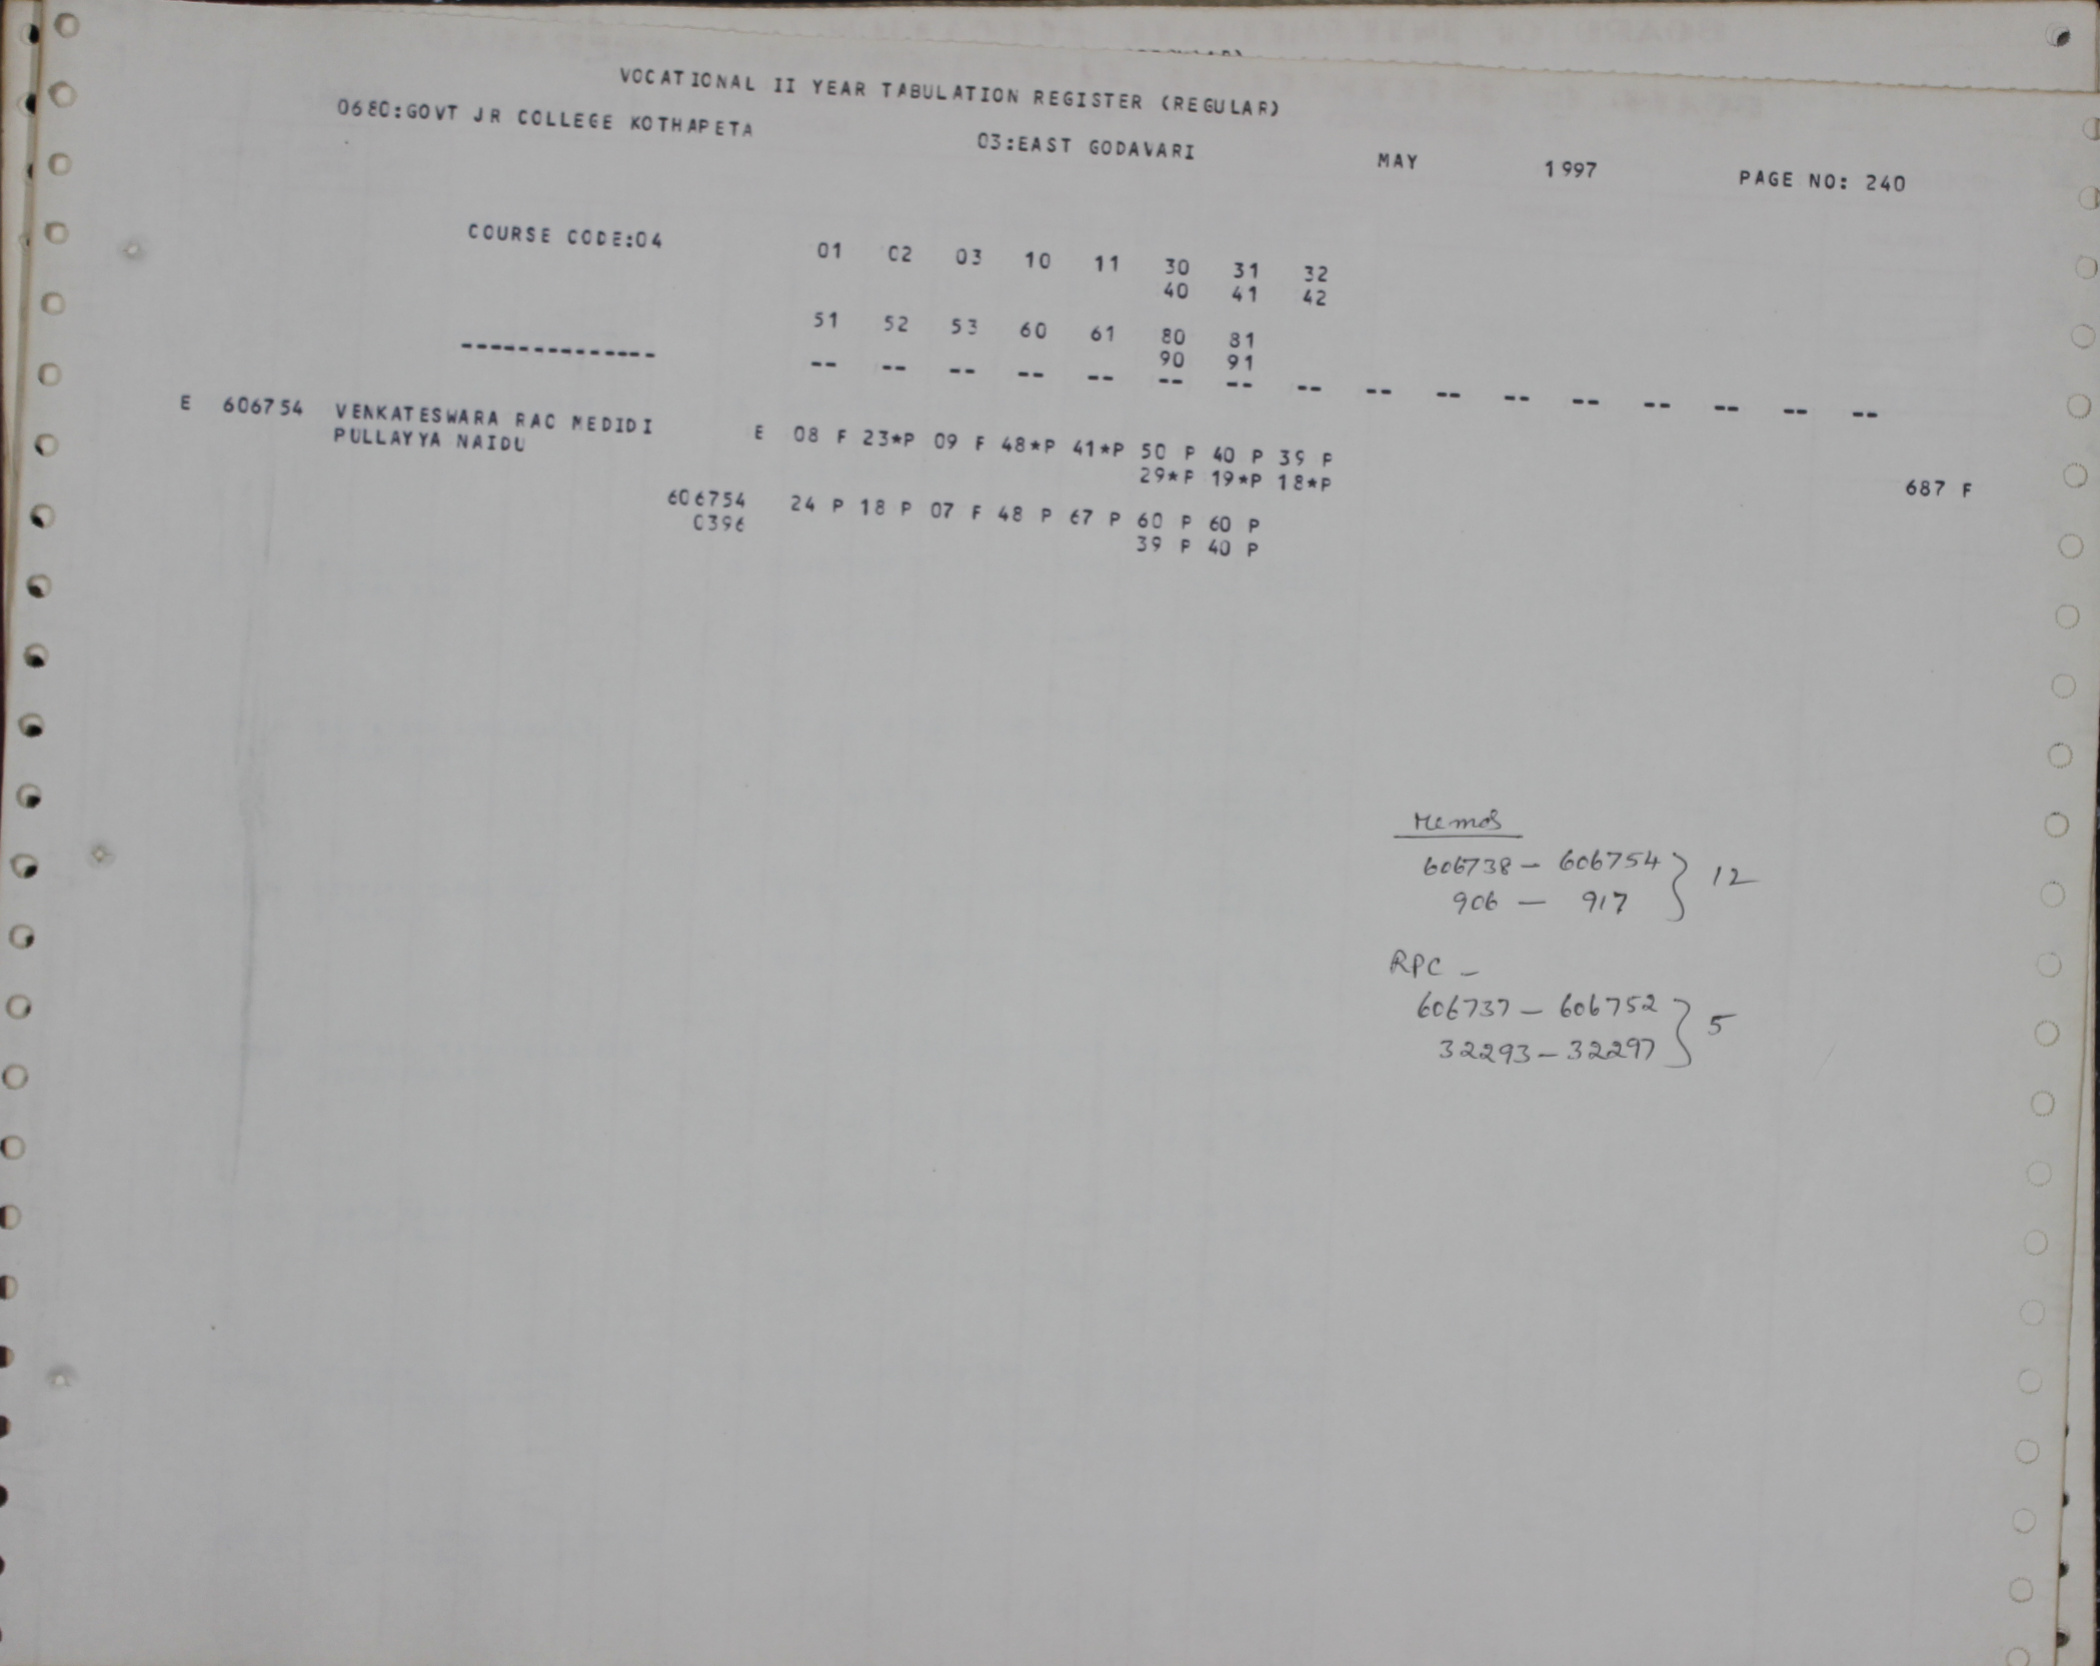 VOCATIONAL II YEAR TABULATION REGISTER (REGULAR)
0680:GOVT JR COLLEGE KOTHAPETA 03:EAST GODAVARI MAY 1997 PAGE NO: 240
COURSE CODE:04 01 02 03 10 11 30 31 32
40 41 42
51 52 53 60 61 80 81
90 91
-------------- -- -- -- -- -- -- -- -- -- -- -- -- -- -- -- --
E 606754 VENKATESWARA RAO MEDIDI E 08 F 23*P 09 F 48*P 41*P 50 P 40 P 39 P
PULLAYYA NAIDU 29*P 19*P 18*P 687 F
606754 24 P 18 P 07 F 48 P 67 P 60 P 60 P
0396 39 P 40 P
Memos
606738 - 606754 } 12
906 - 917
RPC -
606737 - 606752 } 5
32293 - 32297